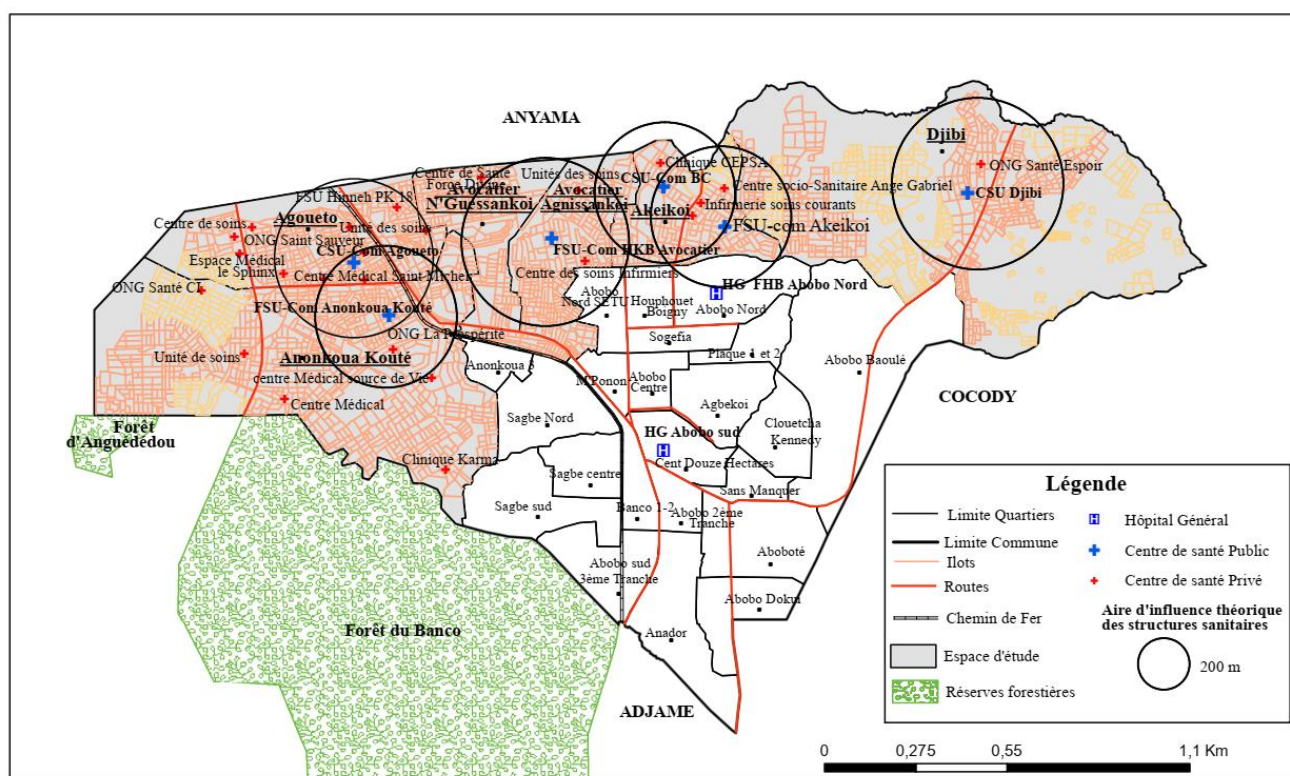 ANYAMA
Djibi
ONG Santé Espoir
CSU Djibi
Clinique CEPSA
CSU-Com BC
Centre socio-Sanitaire Ange Gabriel
Infirmerie soins courants
Akeikoi
FSU-com Akeikoi
Unités des soins
Avocatier
Agnissankoi
Centre de Santé
Force Divine
Avocatier
N'Guessankoi
FSU-Com HKB Avocatier
Centre des soins Infirmiers
FSU Hinneh PK 18
Agoueto
Unité des soins
Centre de soins
ONG Saint Sauveur
CSU-Com Agoueto
Espace Médical
le Sphinx
Centre Médical Saint Michel
ONG Santé CI
FSU-Com Anonkoua Kouté
ONG La Prospérité
Unité de soins
Anonkoua Kouté
centre Médical source de Vie
Centre Médical
Clinique Karma
Forêt
d'Anguédédou
Forêt du Banco
HG FHB Abobo Nord
Abobo
Nord SETU
Houphouet
Boigny
Abobo Nord
Sogefia
Plaque 1 et 2
Abobo Baoulé
Anonkoua 3
M'Ponon
Abobo
Centre
Agbekoi
Clouetcha
Kennedy
Sagbe Nord
HG Abobo sud
Cent Douze Hectares
Sagbe centre
Sans Manquer
Sagbe sud
Banco 1-2
Abobo 2ème
Tranche
Abobo sud
3ème Tranche
Aboboté
Abobo Dokui
Anador
COCODY
ADJAME
Légende
Limite Quartiers
Limite Commune
Ilots
Routes
Chemin de Fer
Espace d'étude
Réserves forestières
Hôpital Général
Centre de santé Public
Centre de santé Privé
Aire d'influence théorique
des structures sanitaires
200 m
0 0,275 0,55 1,1 Km